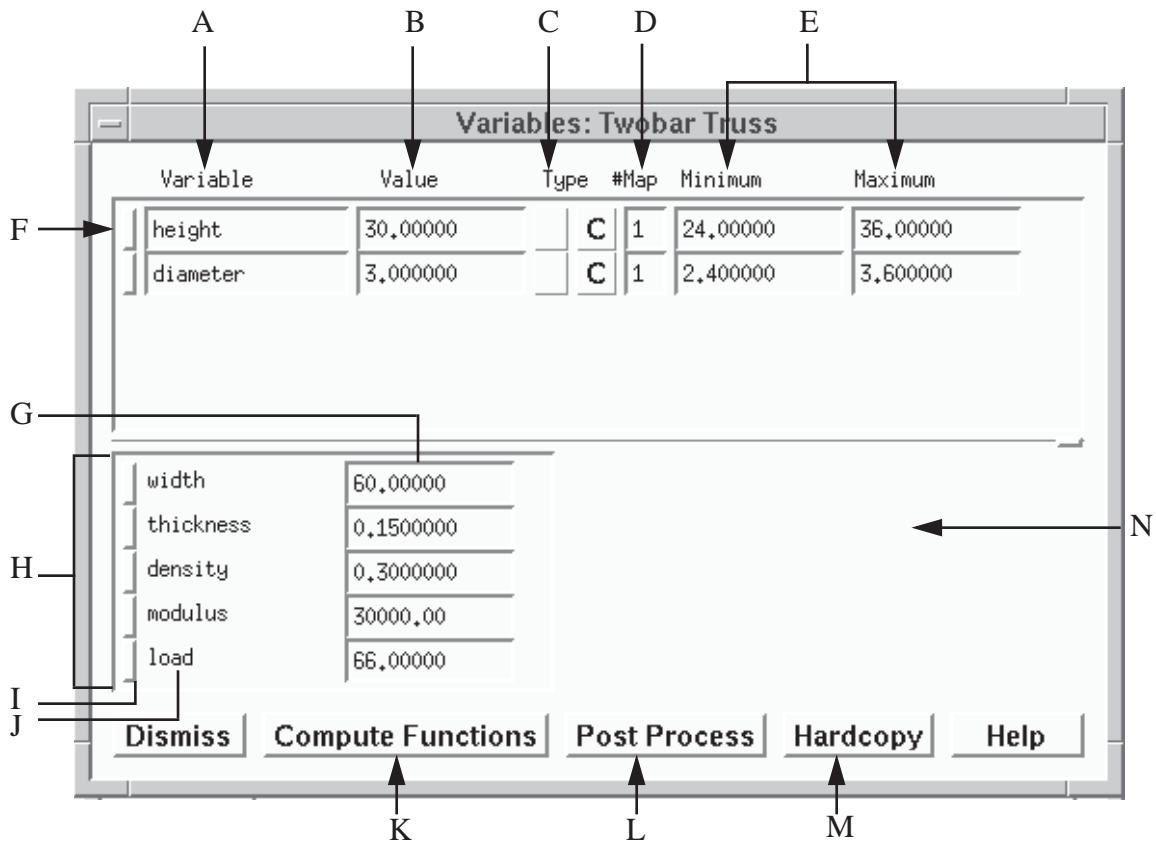 A B C D E
Variables: Twobar Truss
Variable Value Type #Map Minimum Maximum
F height 30.00000 C 1 24.00000 36.00000
diameter 3.000000 C 1 2.400000 3.600000
G
width 60.00000
thickness 0.1500000 N
H density 0.3000000
modulus 30000.00
load 66.00000
I
J
Dismiss Compute Functions Post Process Hardcopy Help
K L M